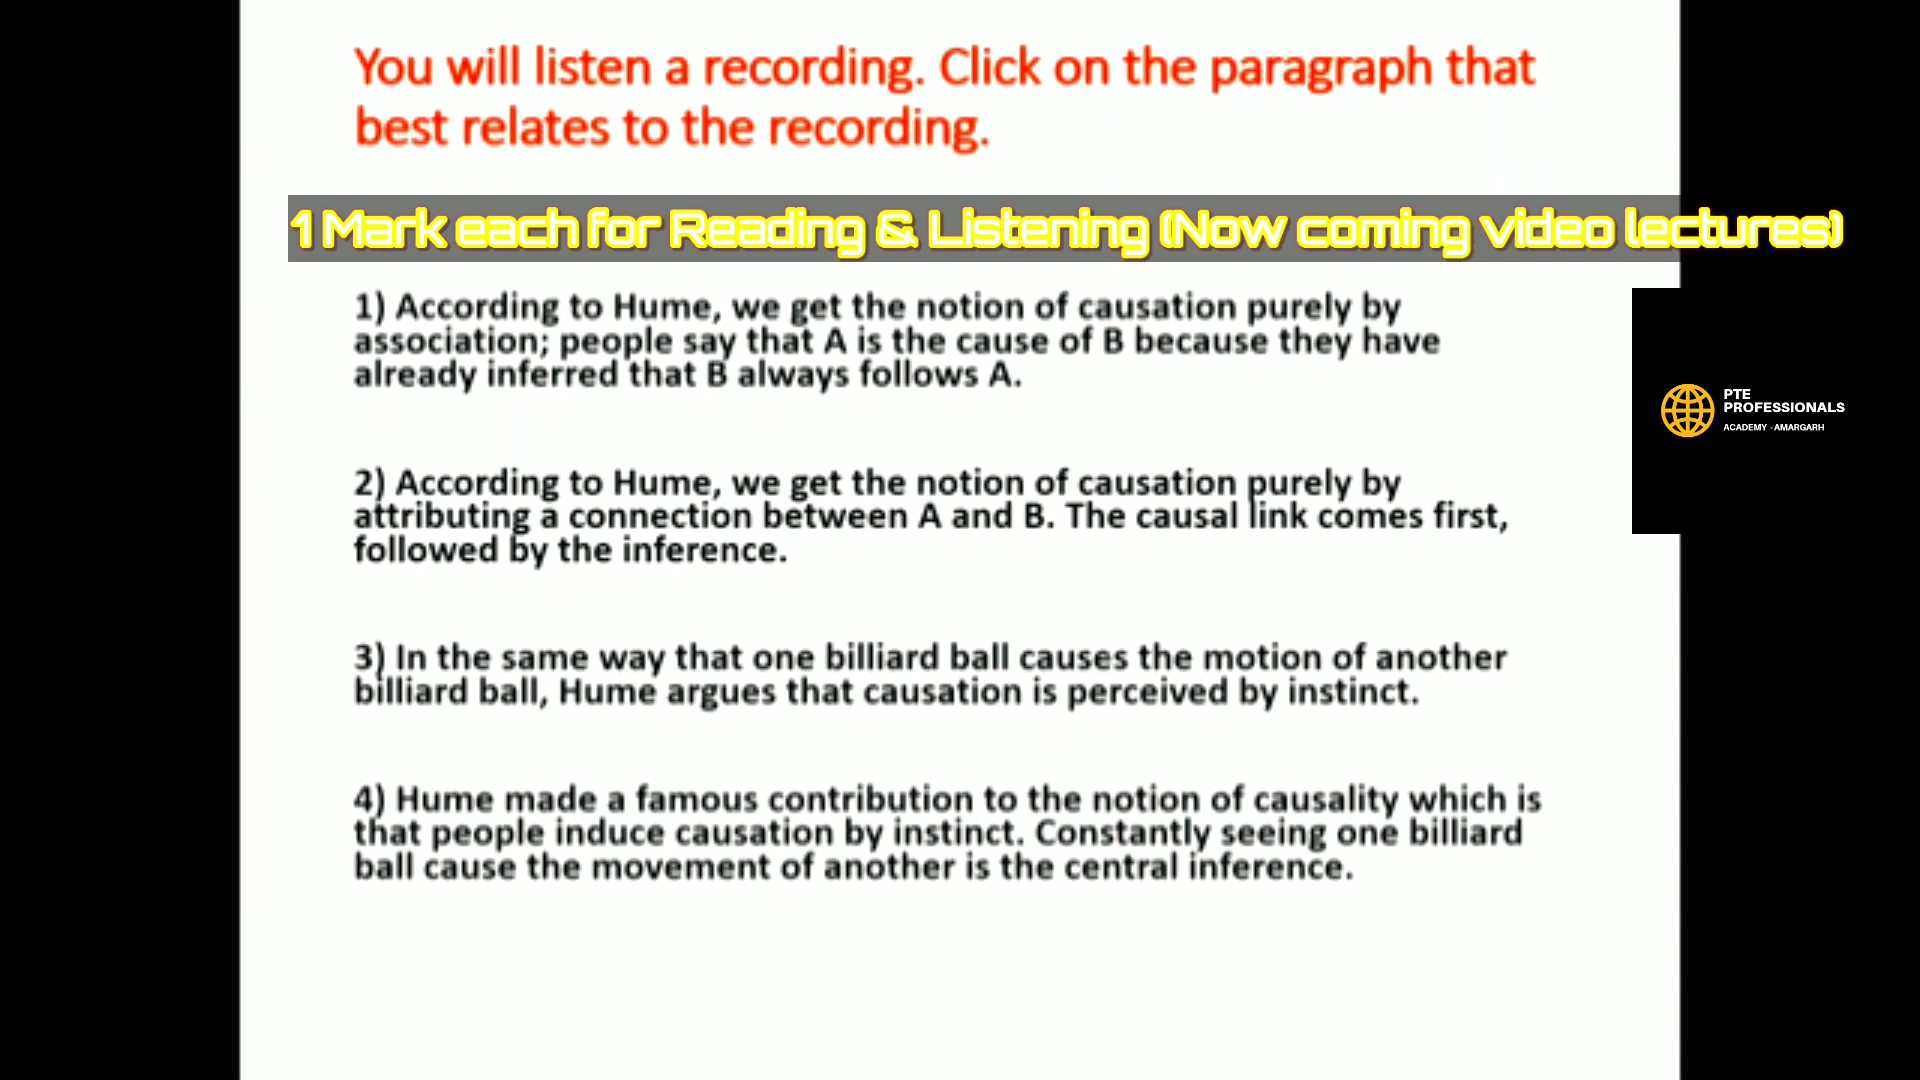 You will listen a recording. Click on the paragraph that
best relates to the recording.
1 Mark each for Reading & Listening (Now coming video lectures)
1) According to Hume, we get the notion of causation purely by
association; people say that A is the cause of B because they have
already inferred that B always follows A.
PTE
PROFESSIONALS
ACADEMY - AMARGARH
2) According to Hume, we get the notion of causation purely by
attributing a connection between A and B. The causal link comes first,
followed by the inference.
3) In the same way that one billiard ball causes the motion of another
billiard ball, Hume argues that causation is perceived by instinct.
4) Hume made a famous contribution to the notion of causality which is
that people induce causation by instinct. Constantly seeing one billiard
ball cause the movement of another is the central inference.